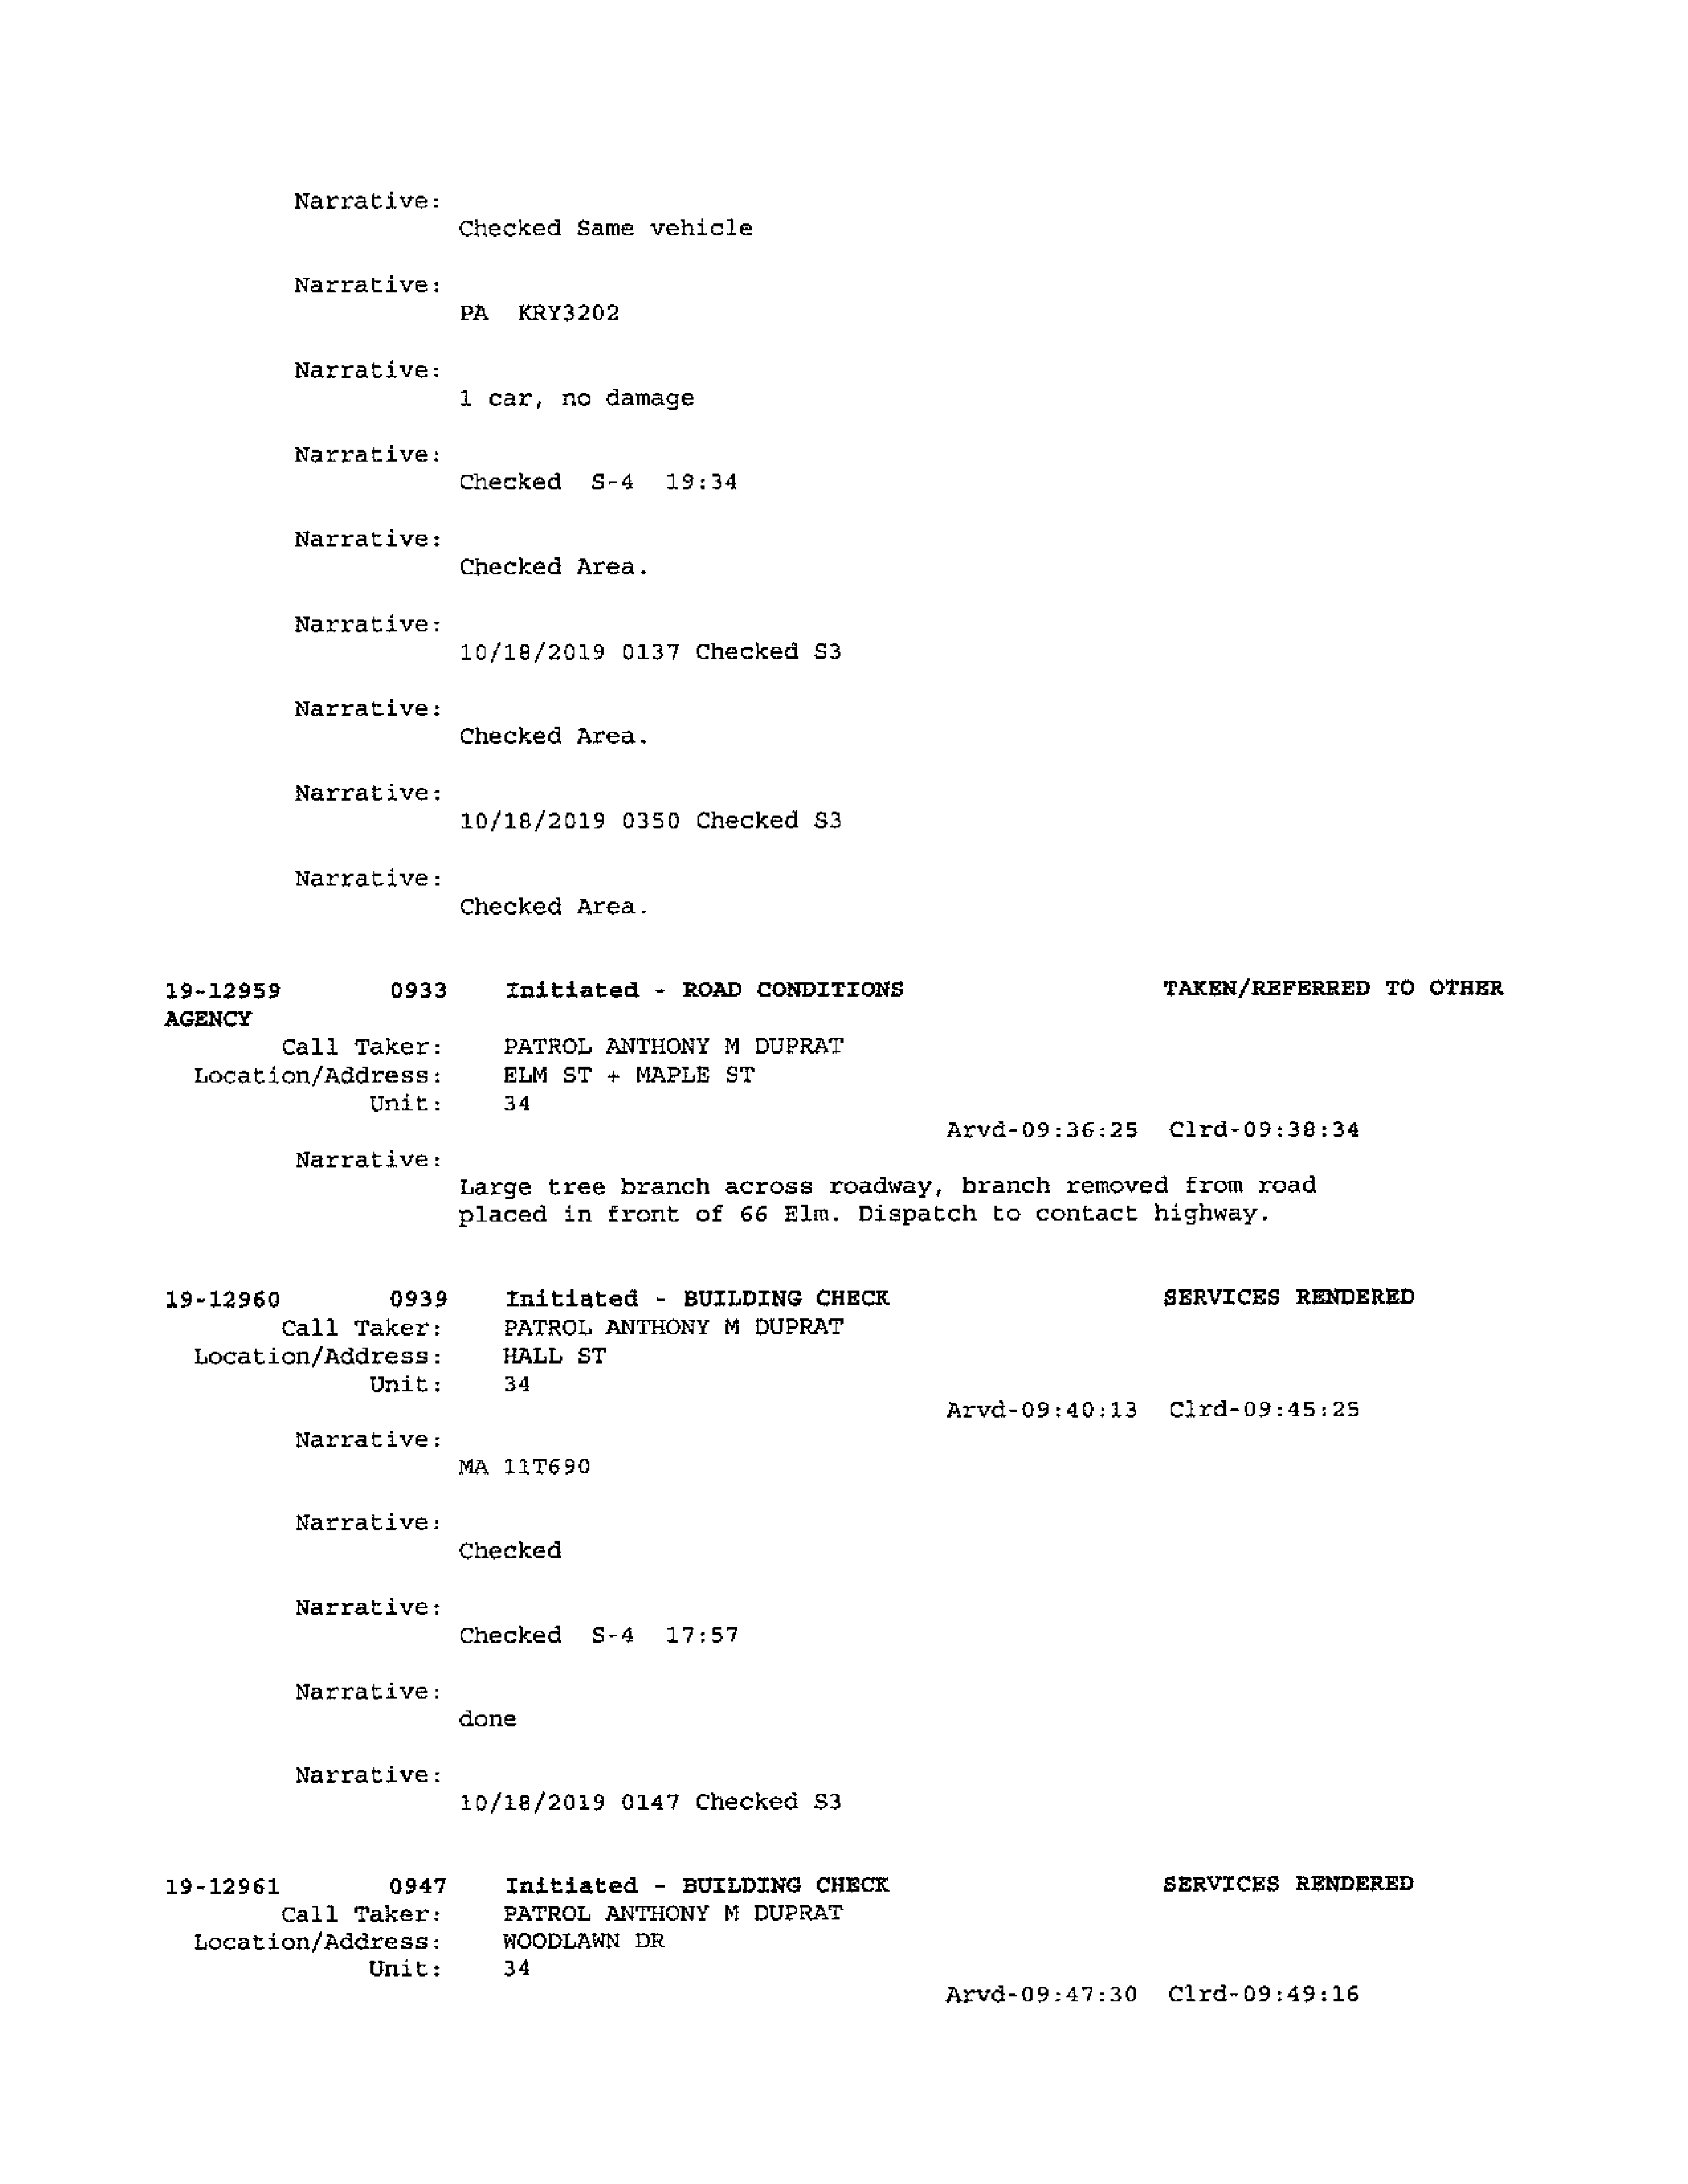 Narrative:
Checked Same vehicle
Narrative:
PA KRY3202
Narrative:
1 car, no damage
Narrative:
Checked S-4 19:34
Narrative:
Checked Area.
Narrative:
10/18/2019 0137 Checked S3
Narrative:
Checked Area.
Narrative:
10/18/2019 0350 Checked S3
Narrative:
Checked Area.
19-12959 0933 Initiated - ROAD CONDITIONS TAKEN/REFERRED TO OTHER
AGENCY
Call Taker: PATROL ANTHONY M DUPRAT
Location/Address: ELM ST + MAPLE ST
Unit: 34
Arvd-09:36:25 Clrd-09:38:34
Narrative:
Large tree branch across roadway, branch removed from road
placed in front of 66 Elm. Dispatch to contact highway.
19-12960 0939 Initiated - BUILDING CHECK SERVICES RENDERED
Call Taker: PATROL ANTHONY M DUPRAT
Location/Address: HALL ST
Unit: 34
Arvd-09:40:13 Clrd-09:45:25
Narrative:
MA 11T690
Narrative:
Checked
Narrative:
Checked S-4 17:57
Narrative:
done
Narrative:
10/18/2019 0147 Checked S3
19-12961 0947 Initiated - BUILDING CHECK SERVICES RENDERED
Call Taker: PATROL ANTHONY M DUPRAT
Location/Address: WOODLAWN DR
Unit: 34
Arvd-09:47:30 Clrd-09:49:16